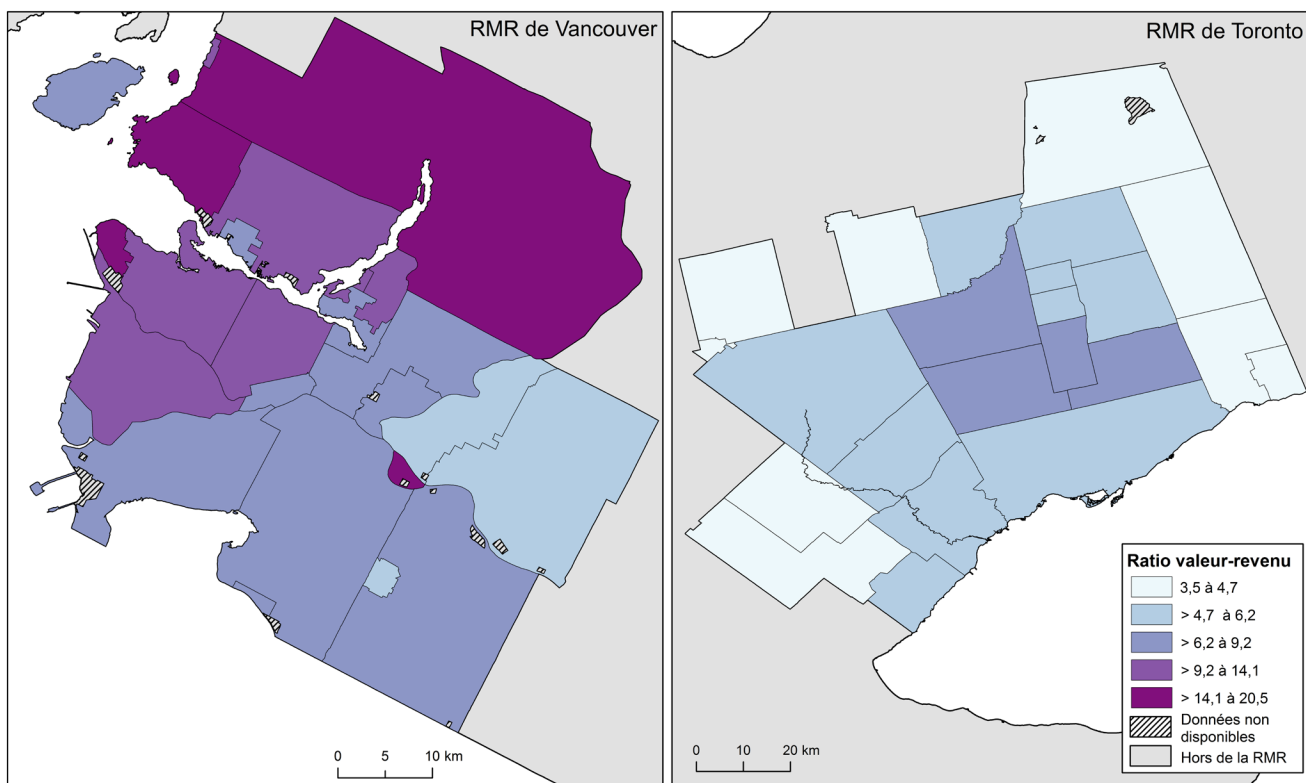 RMR de Vancouver
RMR de Toronto
Ratio valeur-revenu
3,5 à 4,7
> 4,7 à 6,2
> 6,2 à 9,2
> 9,2 à 14,1
> 14,1 à 20,5
Données non
disponibles
Hors de la RMR
0 5 10 km
0 10 20 km